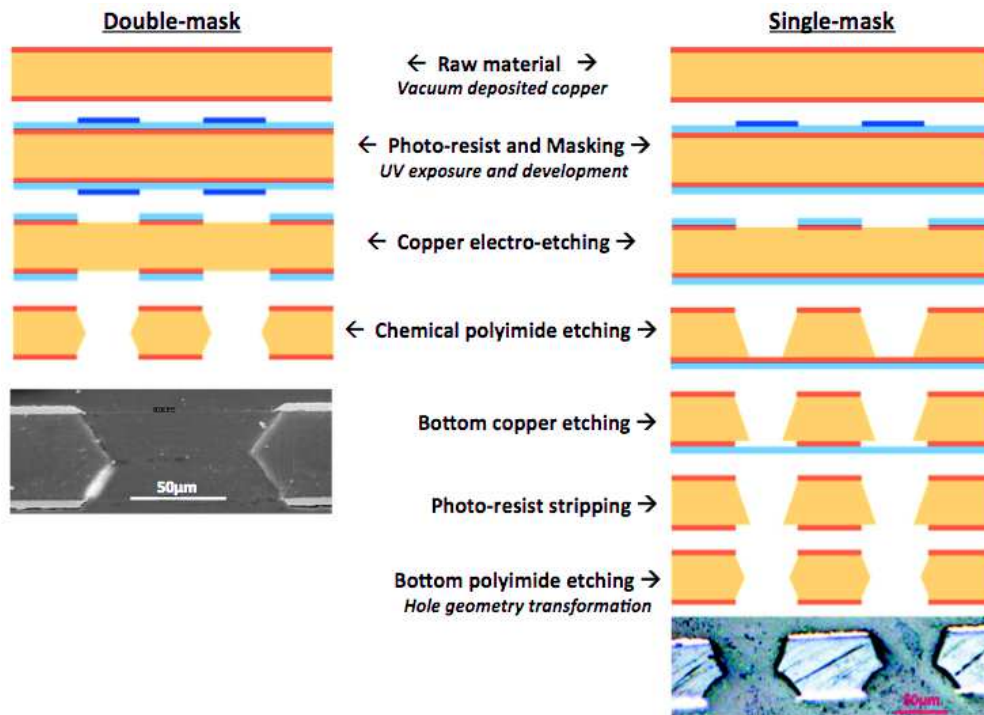 Double-mask
Single-mask
← Raw material →
Vacuum deposited copper
← Photo-resist and Masking →
UV exposure and development
← Copper electro-etching →
← Chemical polyimide etching →
Bottom copper etching →
50µm
Photo-resist stripping →
Bottom polyimide etching →
Hole geometry transformation